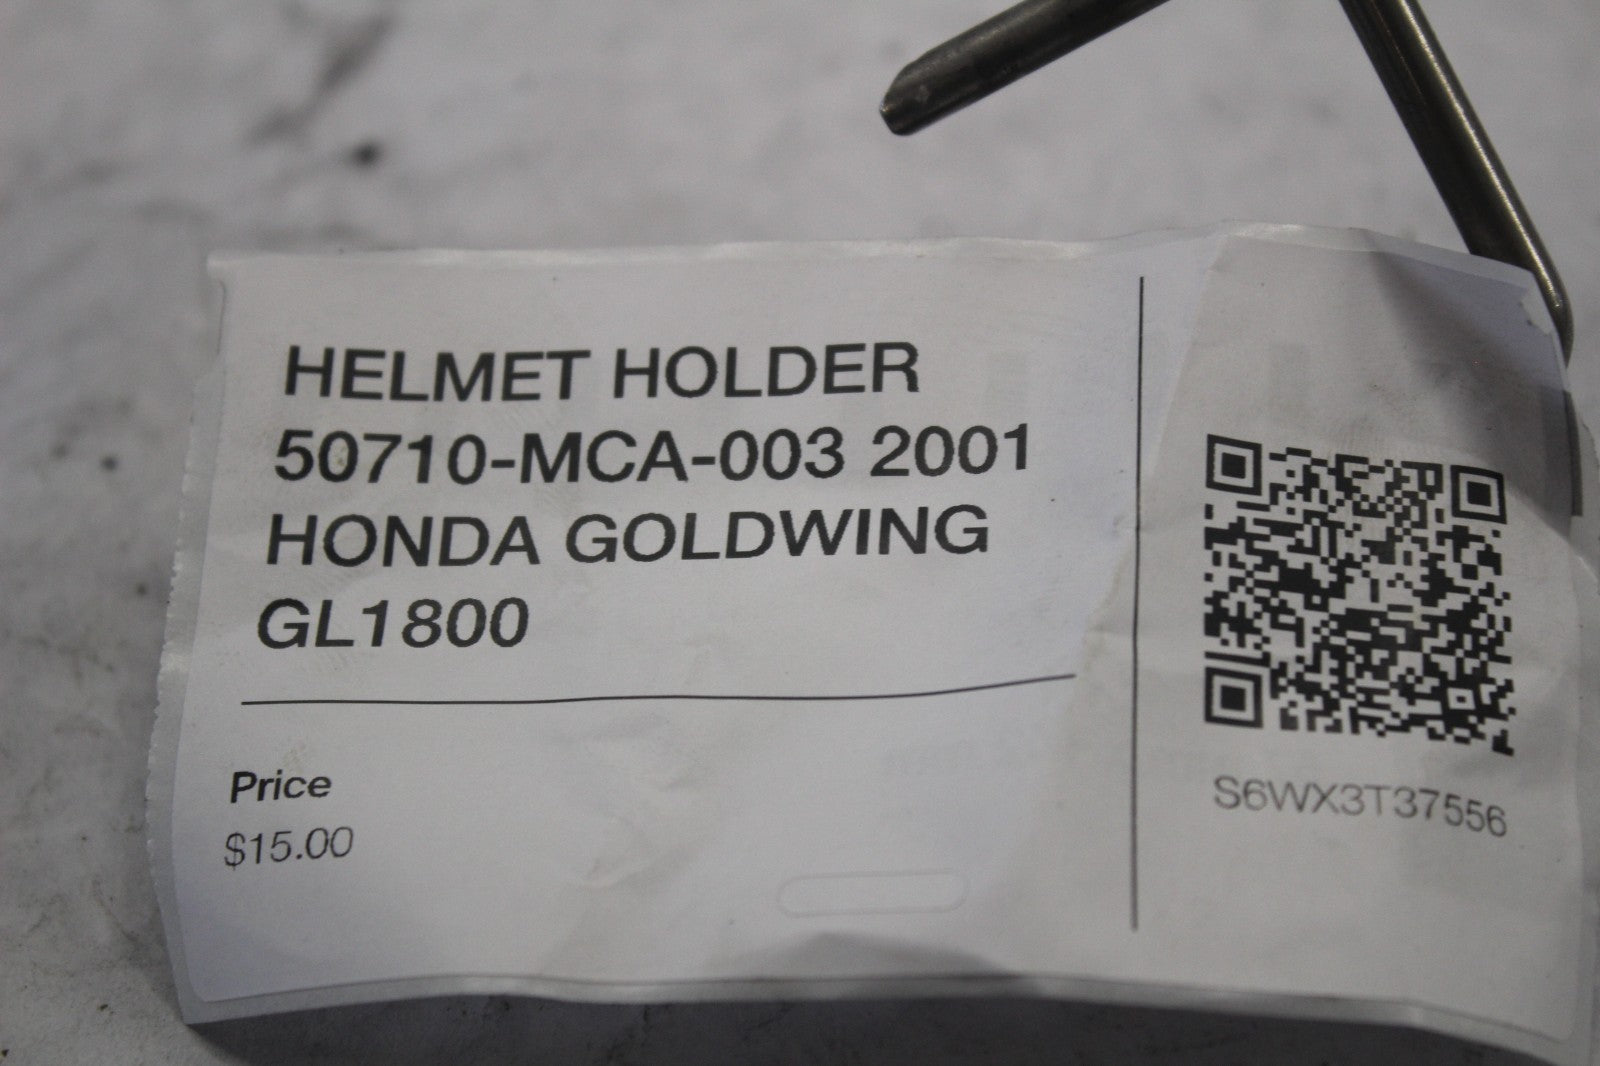 HELMET HOLDER
50710-MCA-003 2001
HONDA GOLDWING
GL1800
Price
$15.00
S6WX3T37556